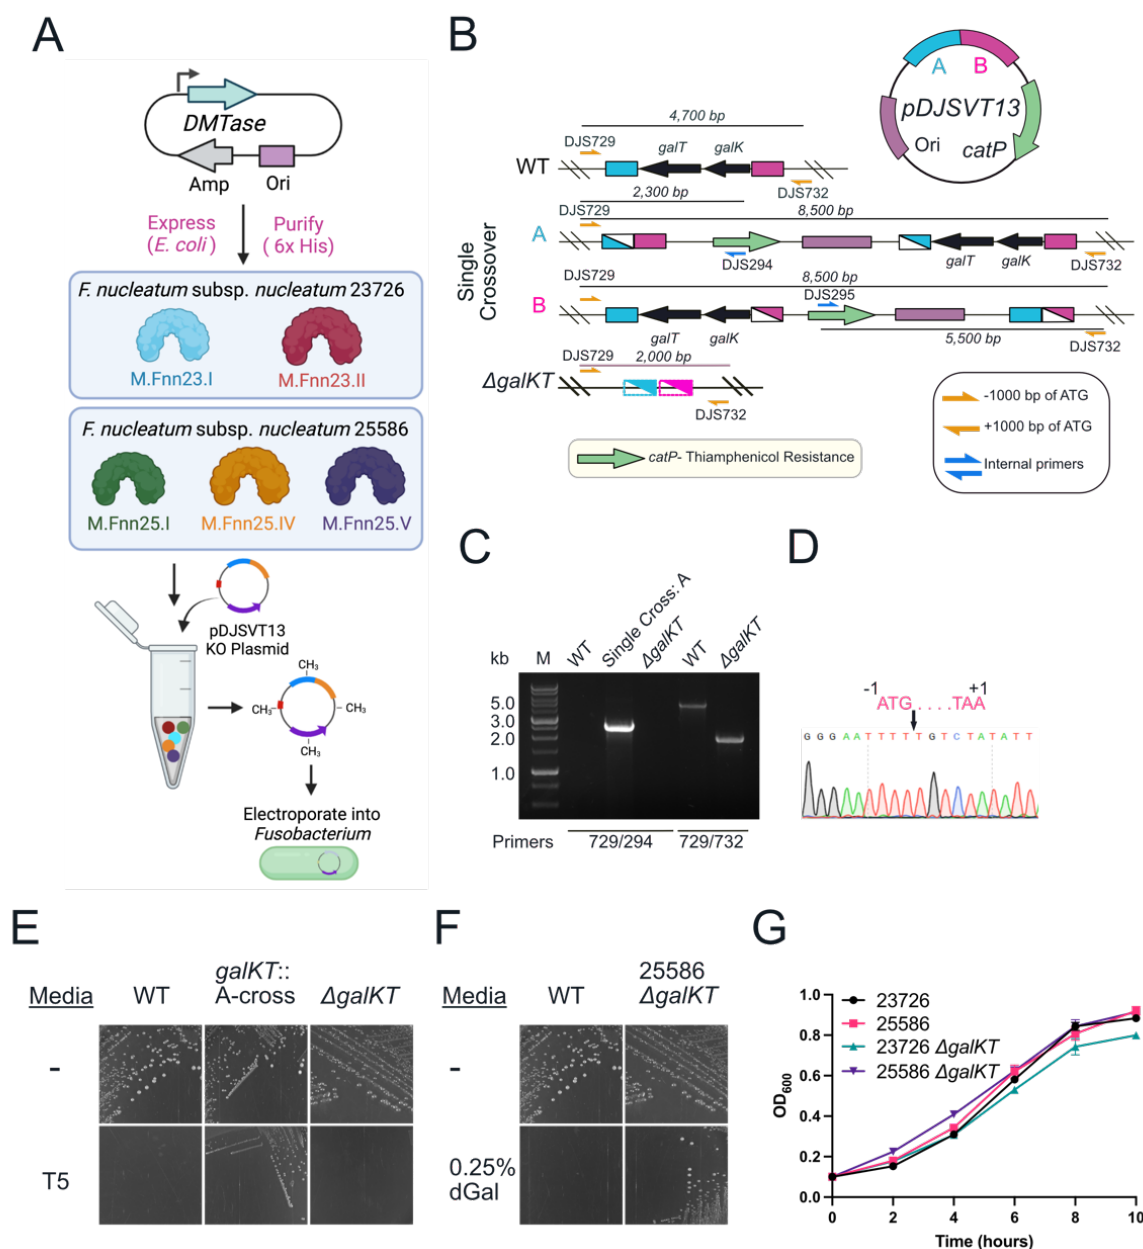 A
DMTase
Amp
Ori
Express
(E. coli)
Purify
( 6x His)
F. nucleatum subsp. nucleatum 23726
M.Fnn23.I
M.Fnn23.II
F. nucleatum subsp. nucleatum 25586
M.Fnn25.I
M.Fnn25.IV
M.Fnn25.V
pDJSVT13
KO Plasmid
CH₃
CH₃
CH₃
CH₃
Electroporate into
Fusobacterium
B
A
B
pDJSVT13
Ori
catP
4,700 bp
DJS729
galT
galK
WT
DJS732
2,300 bp
DJS729
8,500 bp
Single
Crossover
A
DJS294
galT
galK
DJS732
8,500 bp
DJS729
DJS295
B
galT
galK
5,500 bp
DJS732
DJS729
2,000 bp
ΔgalKT
DJS732
catP- Thiamphenicol Resistance
-1000 bp of ATG
+1000 bp of ATG
Internal primers
C
kb
M
WT
Single Cross: A
ΔgalKT
WT
ΔgalKT
5.0
3.0
2.0
1.0
Primers
729/294
729/732
D
-1
+1
ATG . . . . TAA
G G G A A T T T T T G T C T A T A T T
E
Media
WT
galKT::
A-cross
ΔgalKT
-
T5
F
Media
WT
25586
ΔgalKT
-
0.25%
dGal
G
23726
25586
23726 ΔgalKT
25586 ΔgalKT
OD₆₀₀
1.0
0.8
0.6
0.4
0.2
0.0
0
2
4
6
8
10
Time (hours)